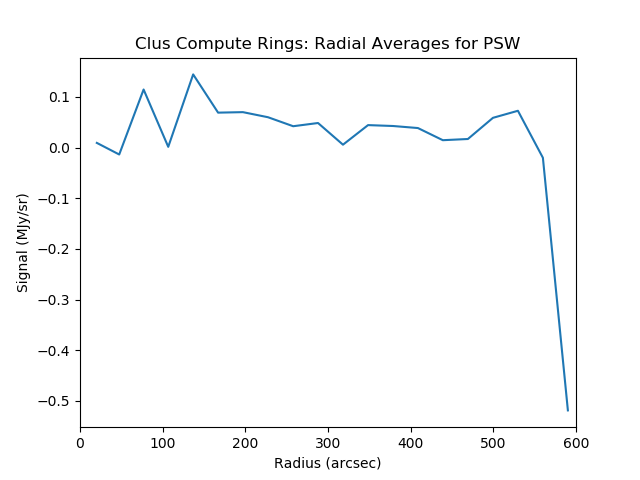 Clus Compute Rings: Radial Averages for PSW
0.1
0.0
−0.1
−0.2
−0.3
−0.4
−0.5
Signal (MJy/sr)
0 100 200 300 400 500 600
Radius (arcsec)